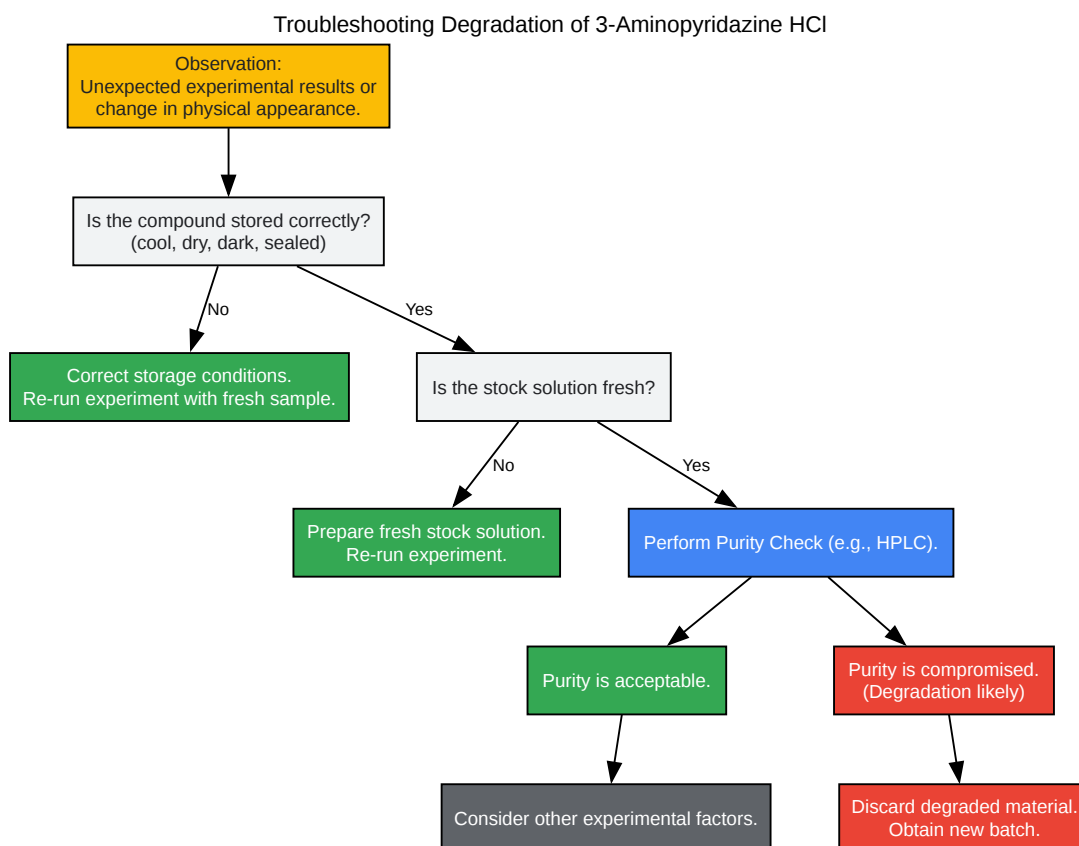 Troubleshooting Degradation of 3-Aminopyridazine HCl
Observation:
Unexpected experimental results or
change in physical appearance.
Is the compound stored correctly?
(cool, dry, dark, sealed)
No
Yes
Correct storage conditions.
Re-run experiment with fresh sample.
Is the stock solution fresh?
No
Yes
Prepare fresh stock solution.
Re-run experiment.
Perform Purity Check (e.g., HPLC).
Purity is acceptable.
Purity is compromised.
(Degradation likely)
Consider other experimental factors.
Discard degraded material.
Obtain new batch.